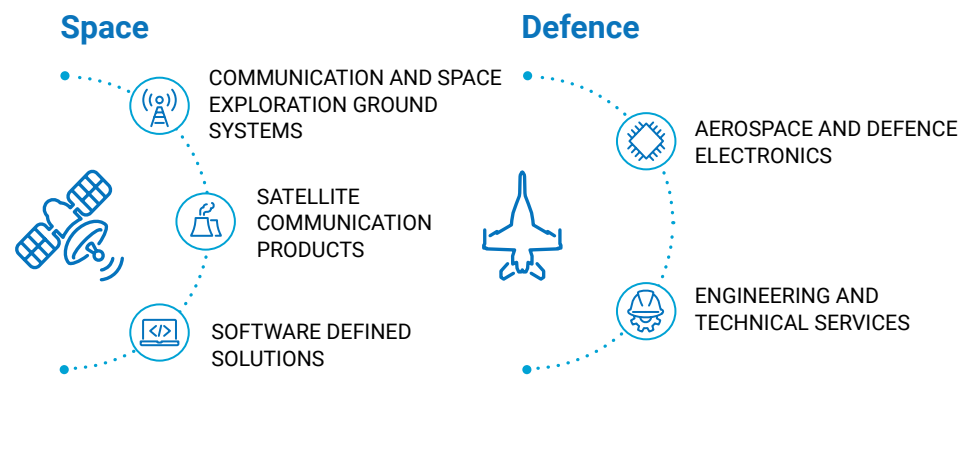 Space
COMMUNICATION AND SPACE
EXPLORATION GROUND
SYSTEMS
SATELLITE
COMMUNICATION
PRODUCTS
</>
SOFTWARE DEFINED
SOLUTIONS
Defence
AEROSPACE AND DEFENCE
ELECTRONICS
ENGINEERING AND
TECHNICAL SERVICES